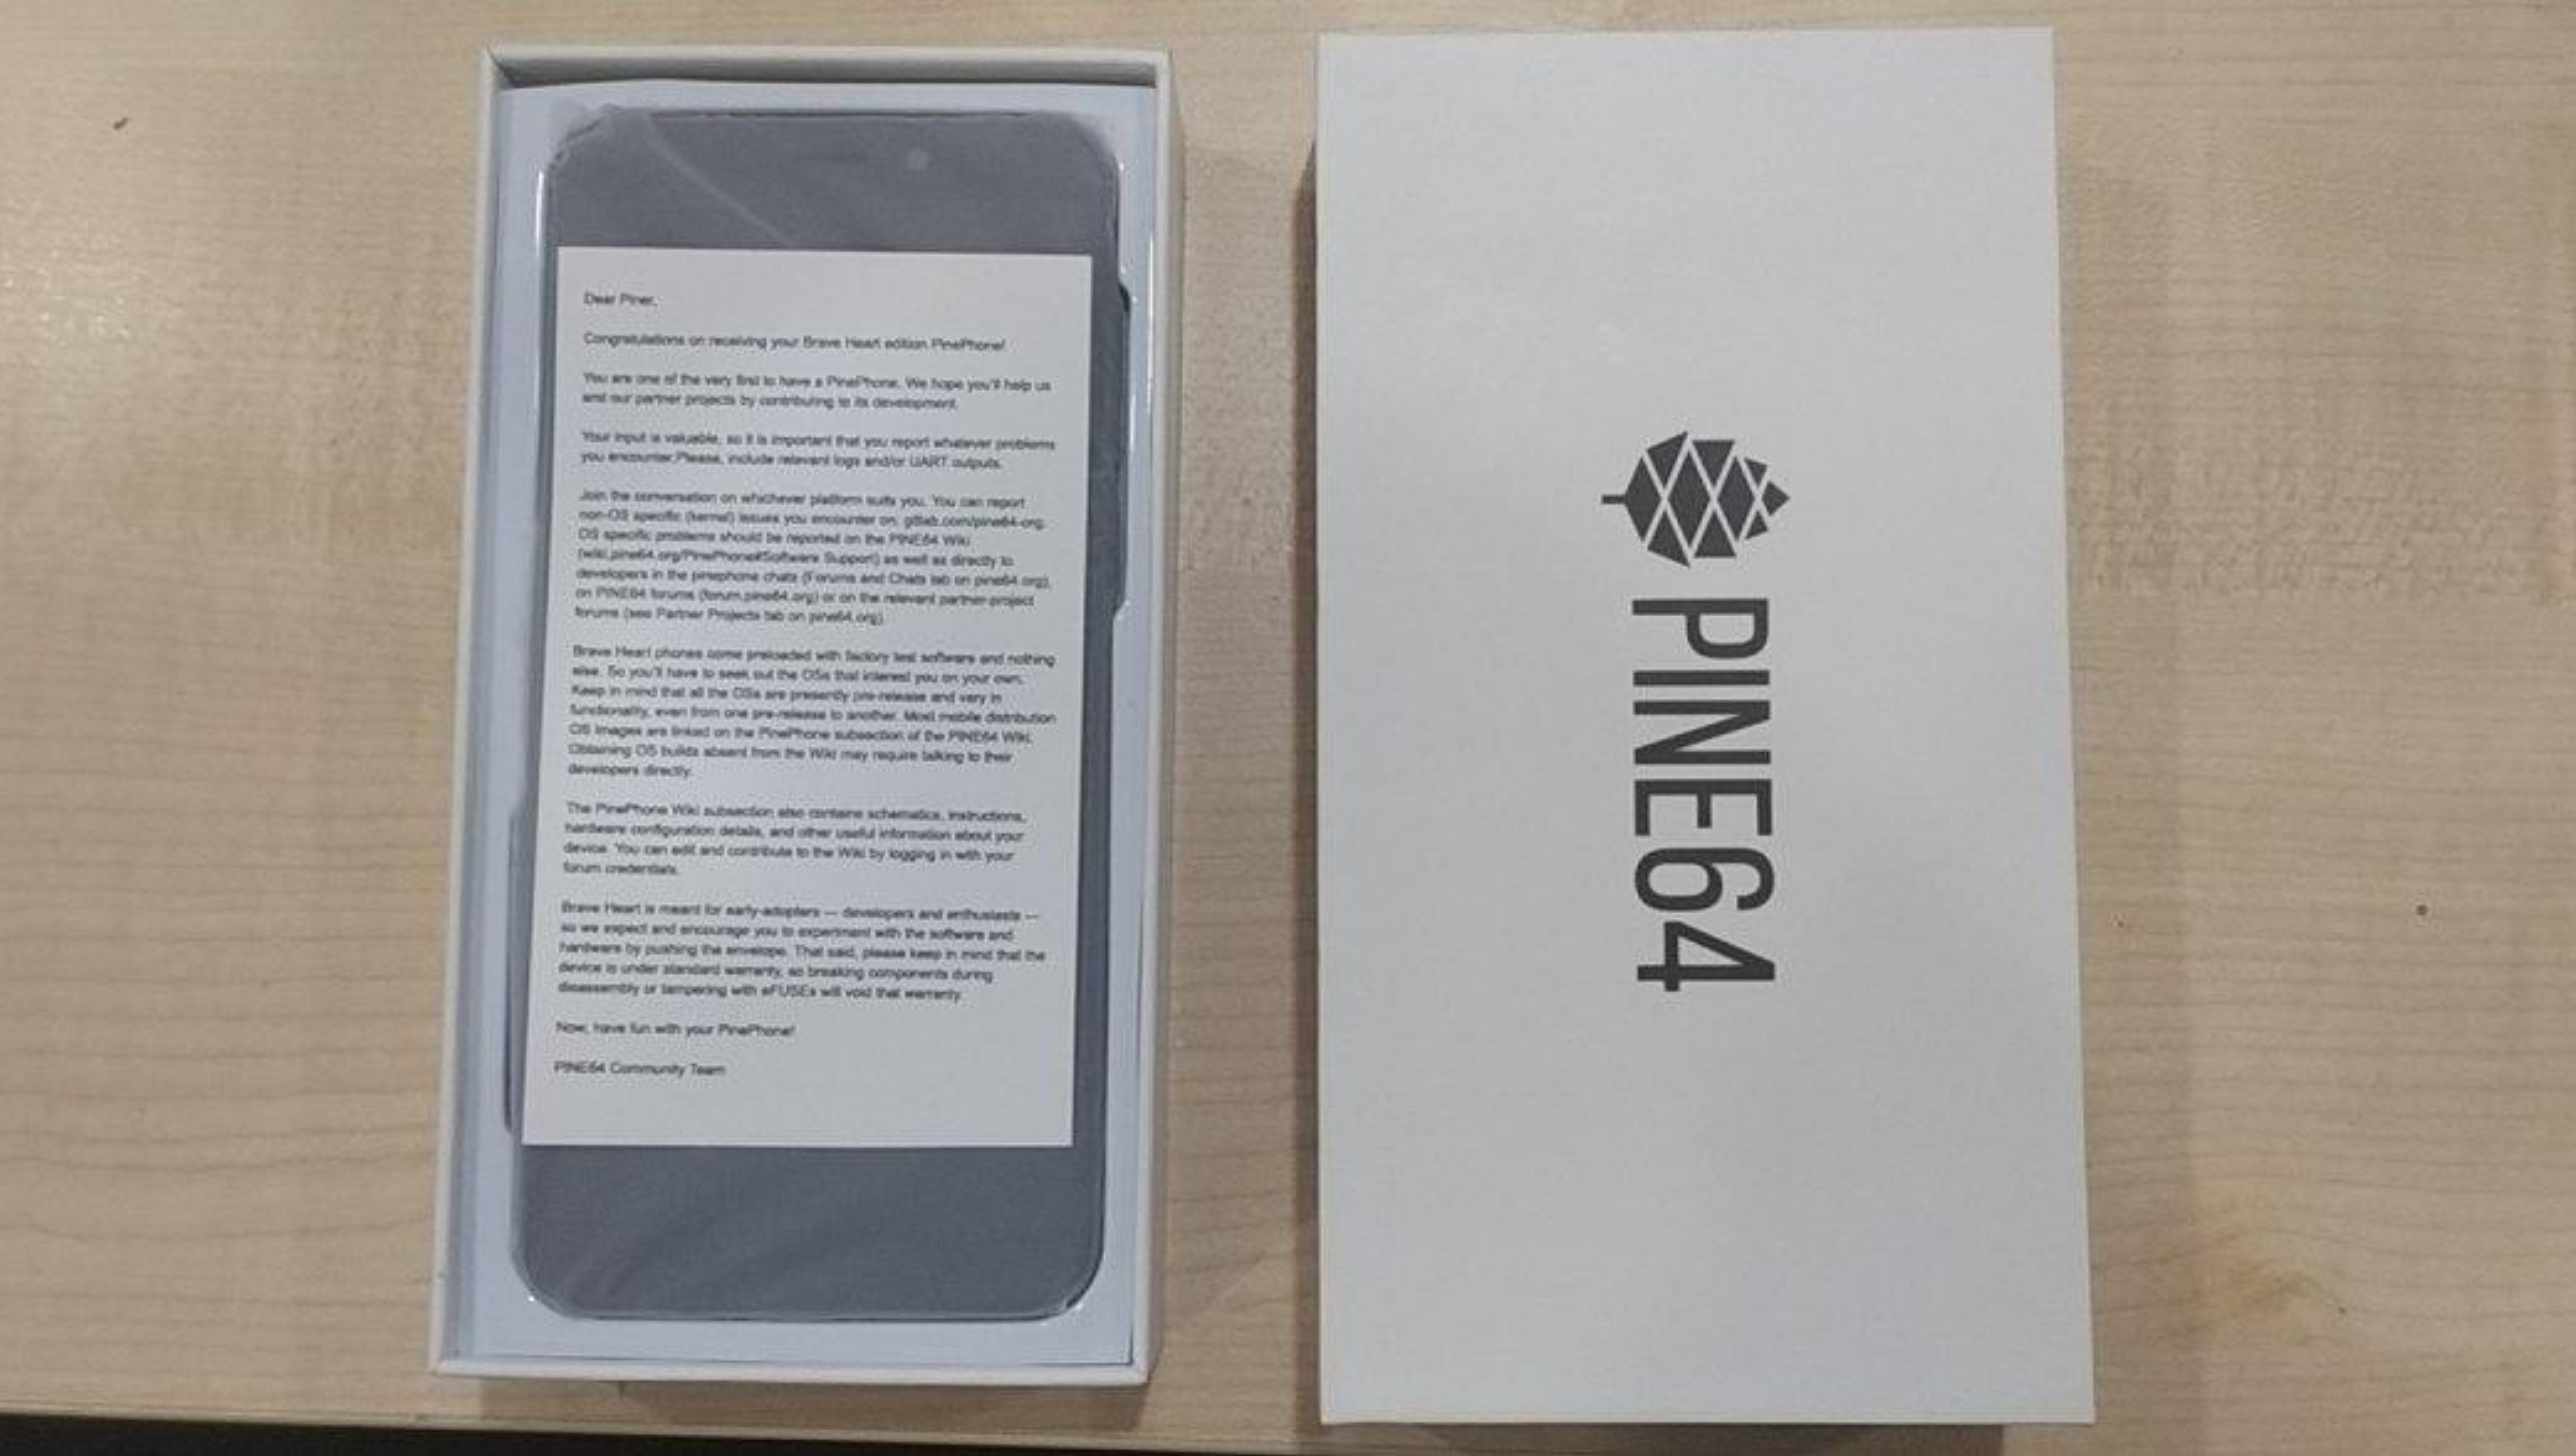 Dear Piner,
Congratulations on receiving your Brave Heart edition PinePhone!
You are one of the very first to have a PinePhone. We hope you'll help us
and our partner projects by contributing to its development.
Your input is valuable, so it is important that you report whatever problems
you encounter.Please, include relevant logs and/or UART outputs.
Join the conversation on whichever platform suits you. You can report
non-OS specific (kernel) issues you encounter on: gitlab.com/pine64-org.
OS specific problems should be reported on the PINE64 Wiki
(wiki.pine64.org/PinePhone#Software Support) as well as directly to
developers in the pinephone chats (Forums and Chats tab on pine64.org),
on PINE64 forums (forum.pine64.org) or on the relevant partner-project
forums (see Partner Projects tab on pine64.org).
Brave Heart phones come preloaded with factory test software and nothing
else. So you'll have to seek out the OSs that interest you on your own.
Keep in mind that all the OSs are presently pre-release and vary in
functionality, even from one pre-release to another. Most mobile distribution
OS images are linked on the PinePhone subsection of the PINE64 Wiki.
Obtaining OS builds absent from the Wiki may require talking to their
developers directly.
The PinePhone Wiki subsection also contains schematics, instructions,
hardware configuration details, and other useful information about your
device. You can edit and contribute to the Wiki by logging in with your
forum credentials.
Brave Heart is meant for early-adopters — developers and enthusiasts —
so we expect and encourage you to experiment with the software and
hardware by pushing the envelope. That said, please keep in mind that the
device is under standard warranty, so breaking components during
disassembly or tampering with eFUSEs will void that warranty.
Now, have fun with your PinePhone!
PINE64 Community Team
PINE64